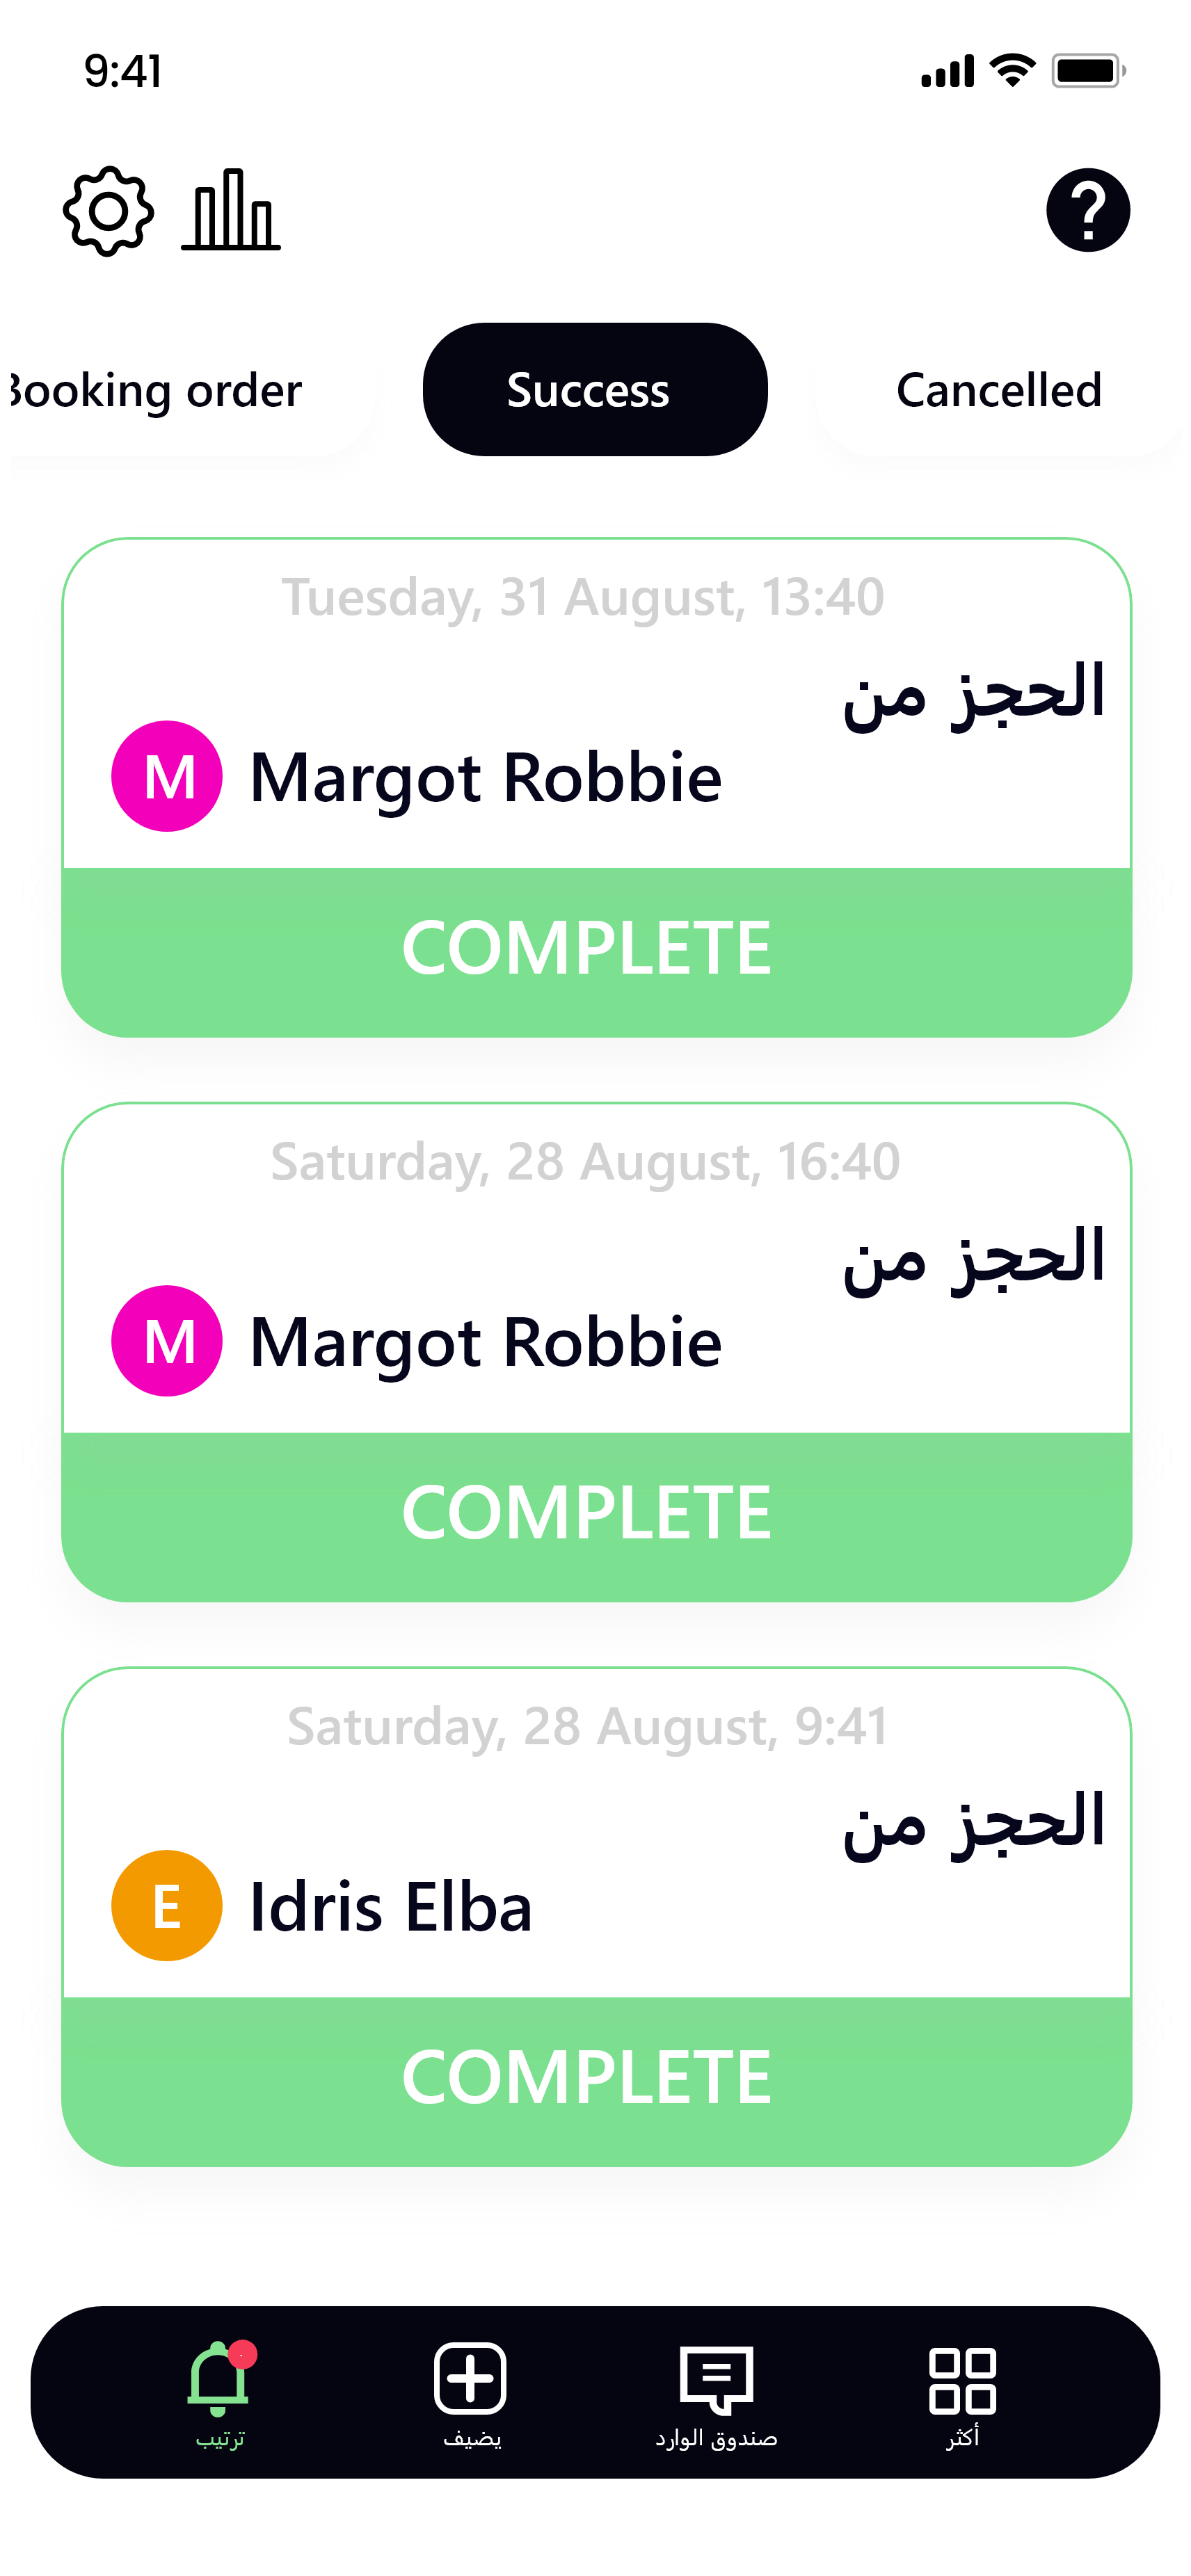 9:41
Booking order
Success
Cancelled
Tuesday, 31 August, 13:40
الحجز من
M
Margot Robbie
COMPLETE
Saturday, 28 August, 16:40
الحجز من
M
Margot Robbie
COMPLETE
Saturday, 28 August, 9:41
الحجز من
E
Idris Elba
COMPLETE
ترتيب
يضيف
صندوق الوارد
أكثر